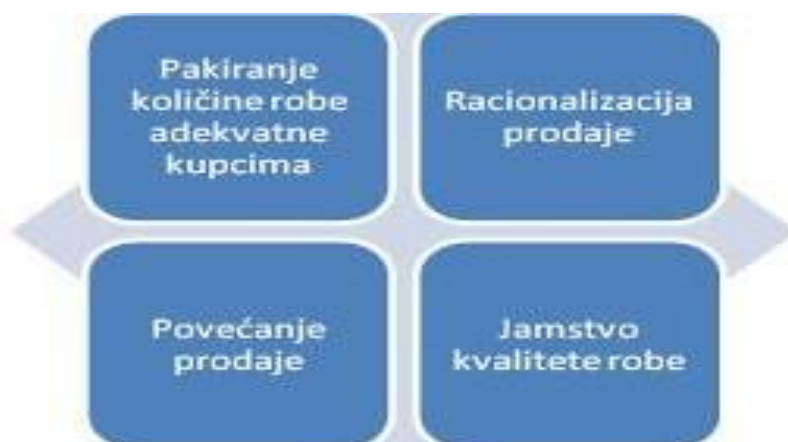 Pakiranje
količine robe
adekvatne
kupcima
Racionalizacija
prodaje
Povećanje
prodaje
Jamstvo
kvalitete robe